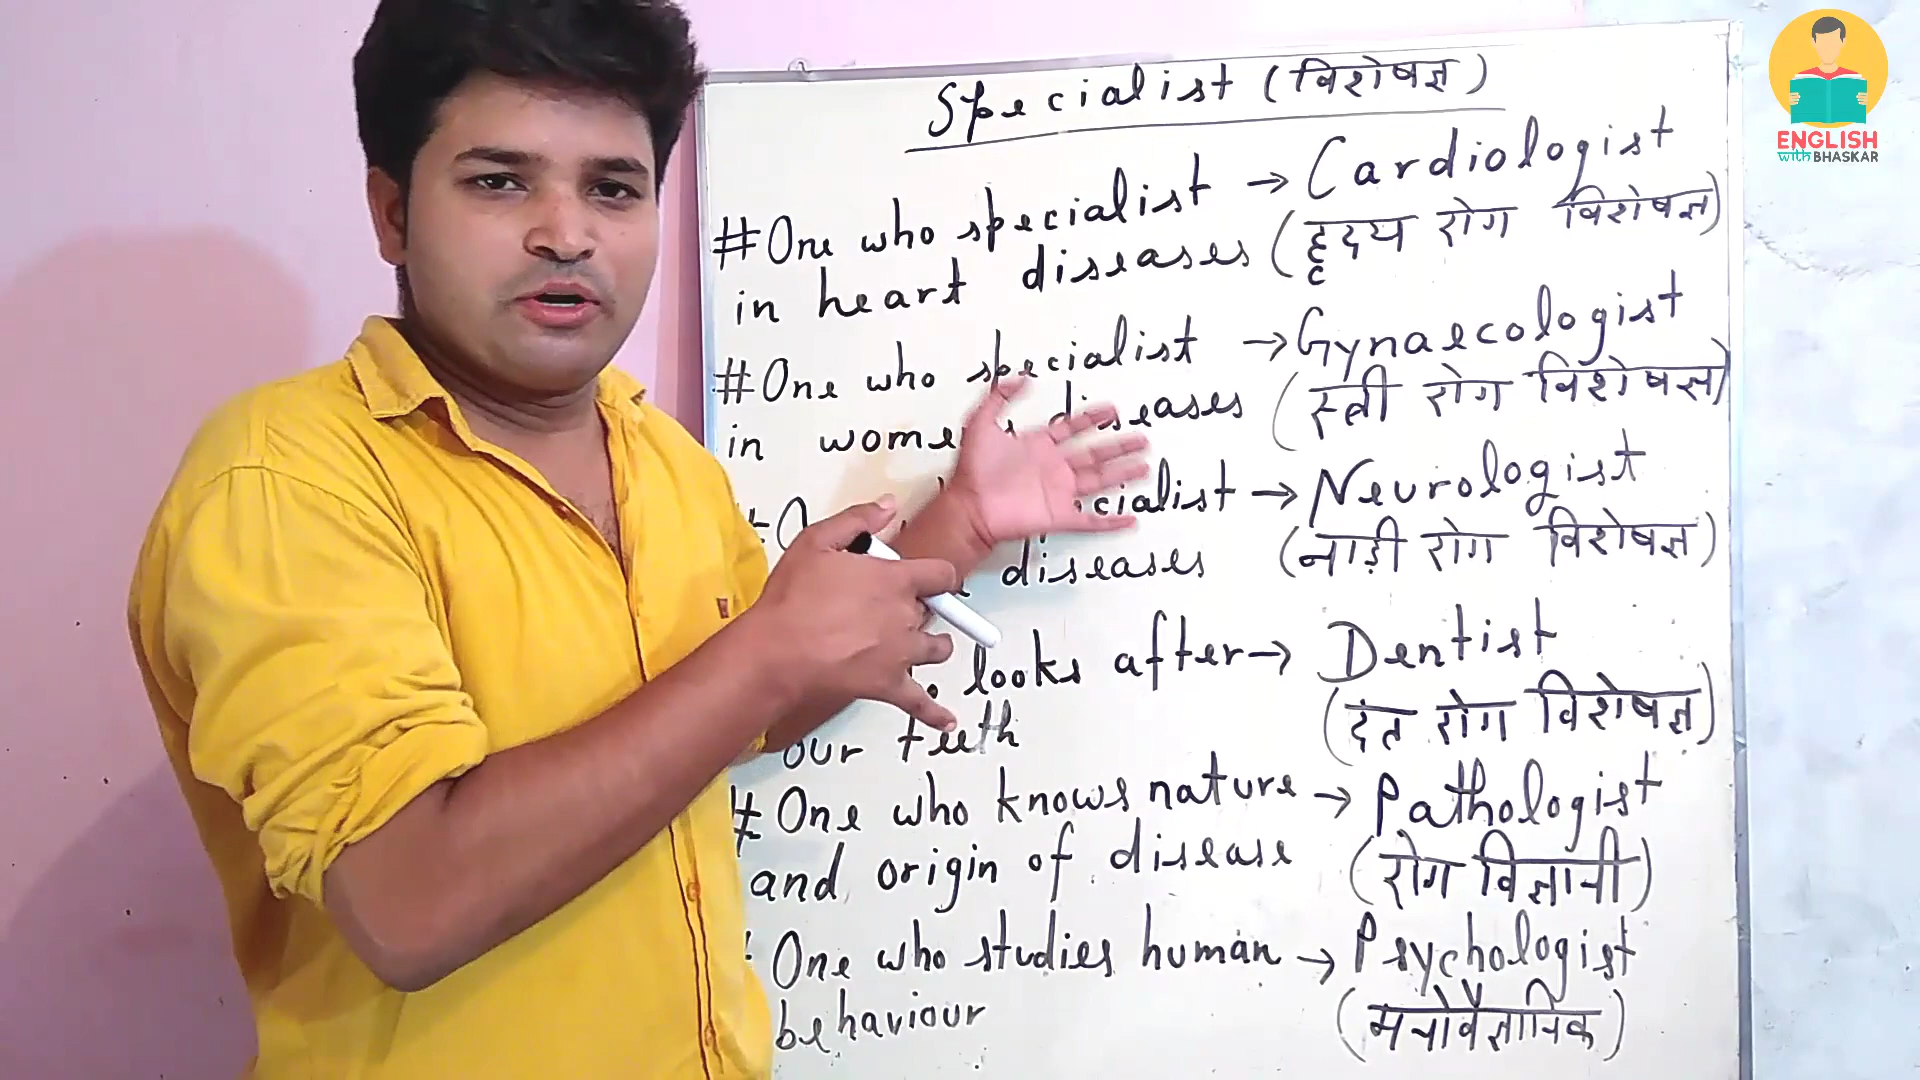 Specialist (विशेषज्ञ)
#One who specialist → Cardiologist
in heart diseases (हृदय रोग विशेषज्ञ)
#One who specialist → Gynaecologist
in diseases (स्त्री रोग विशेषज्ञ)
→ Neurologist
diseases (नाड़ी रोग विशेषज्ञ)
looks after → Dentist
our teeth (दंत रोग विशेषज्ञ)
# One who knows nature → Pathologist
and origin of disease (रोग विज्ञानी)
One who studies human → Psychologist
behaviour (मनोवैज्ञानिक)
ENGLISH
with BHASKAR